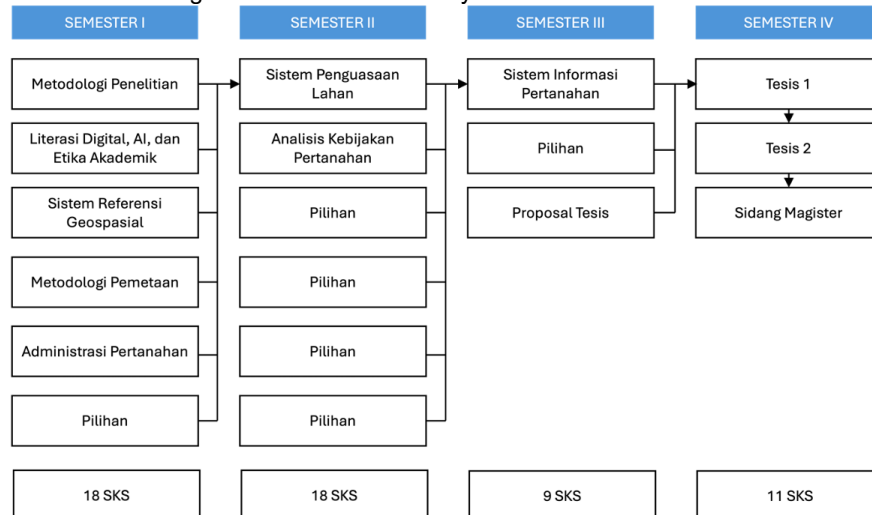 SEMESTER I
SEMESTER II
SEMESTER III
SEMESTER IV
Metodologi Penelitian
Literasi Digital, AI, dan
Etika Akademik
Sistem Referensi
Geospasial
Metodologi Pemetaan
Administrasi Pertanahan
Pilihan
18 SKS
Sistem Penguasaan
Lahan
Analisis Kebijakan
Pertanahan
Pilihan
Pilihan
Pilihan
Pilihan
18 SKS
Sistem Informasi
Pertanahan
Pilihan
Proposal Tesis
9 SKS
Tesis 1
Tesis 2
Sidang Magister
11 SKS